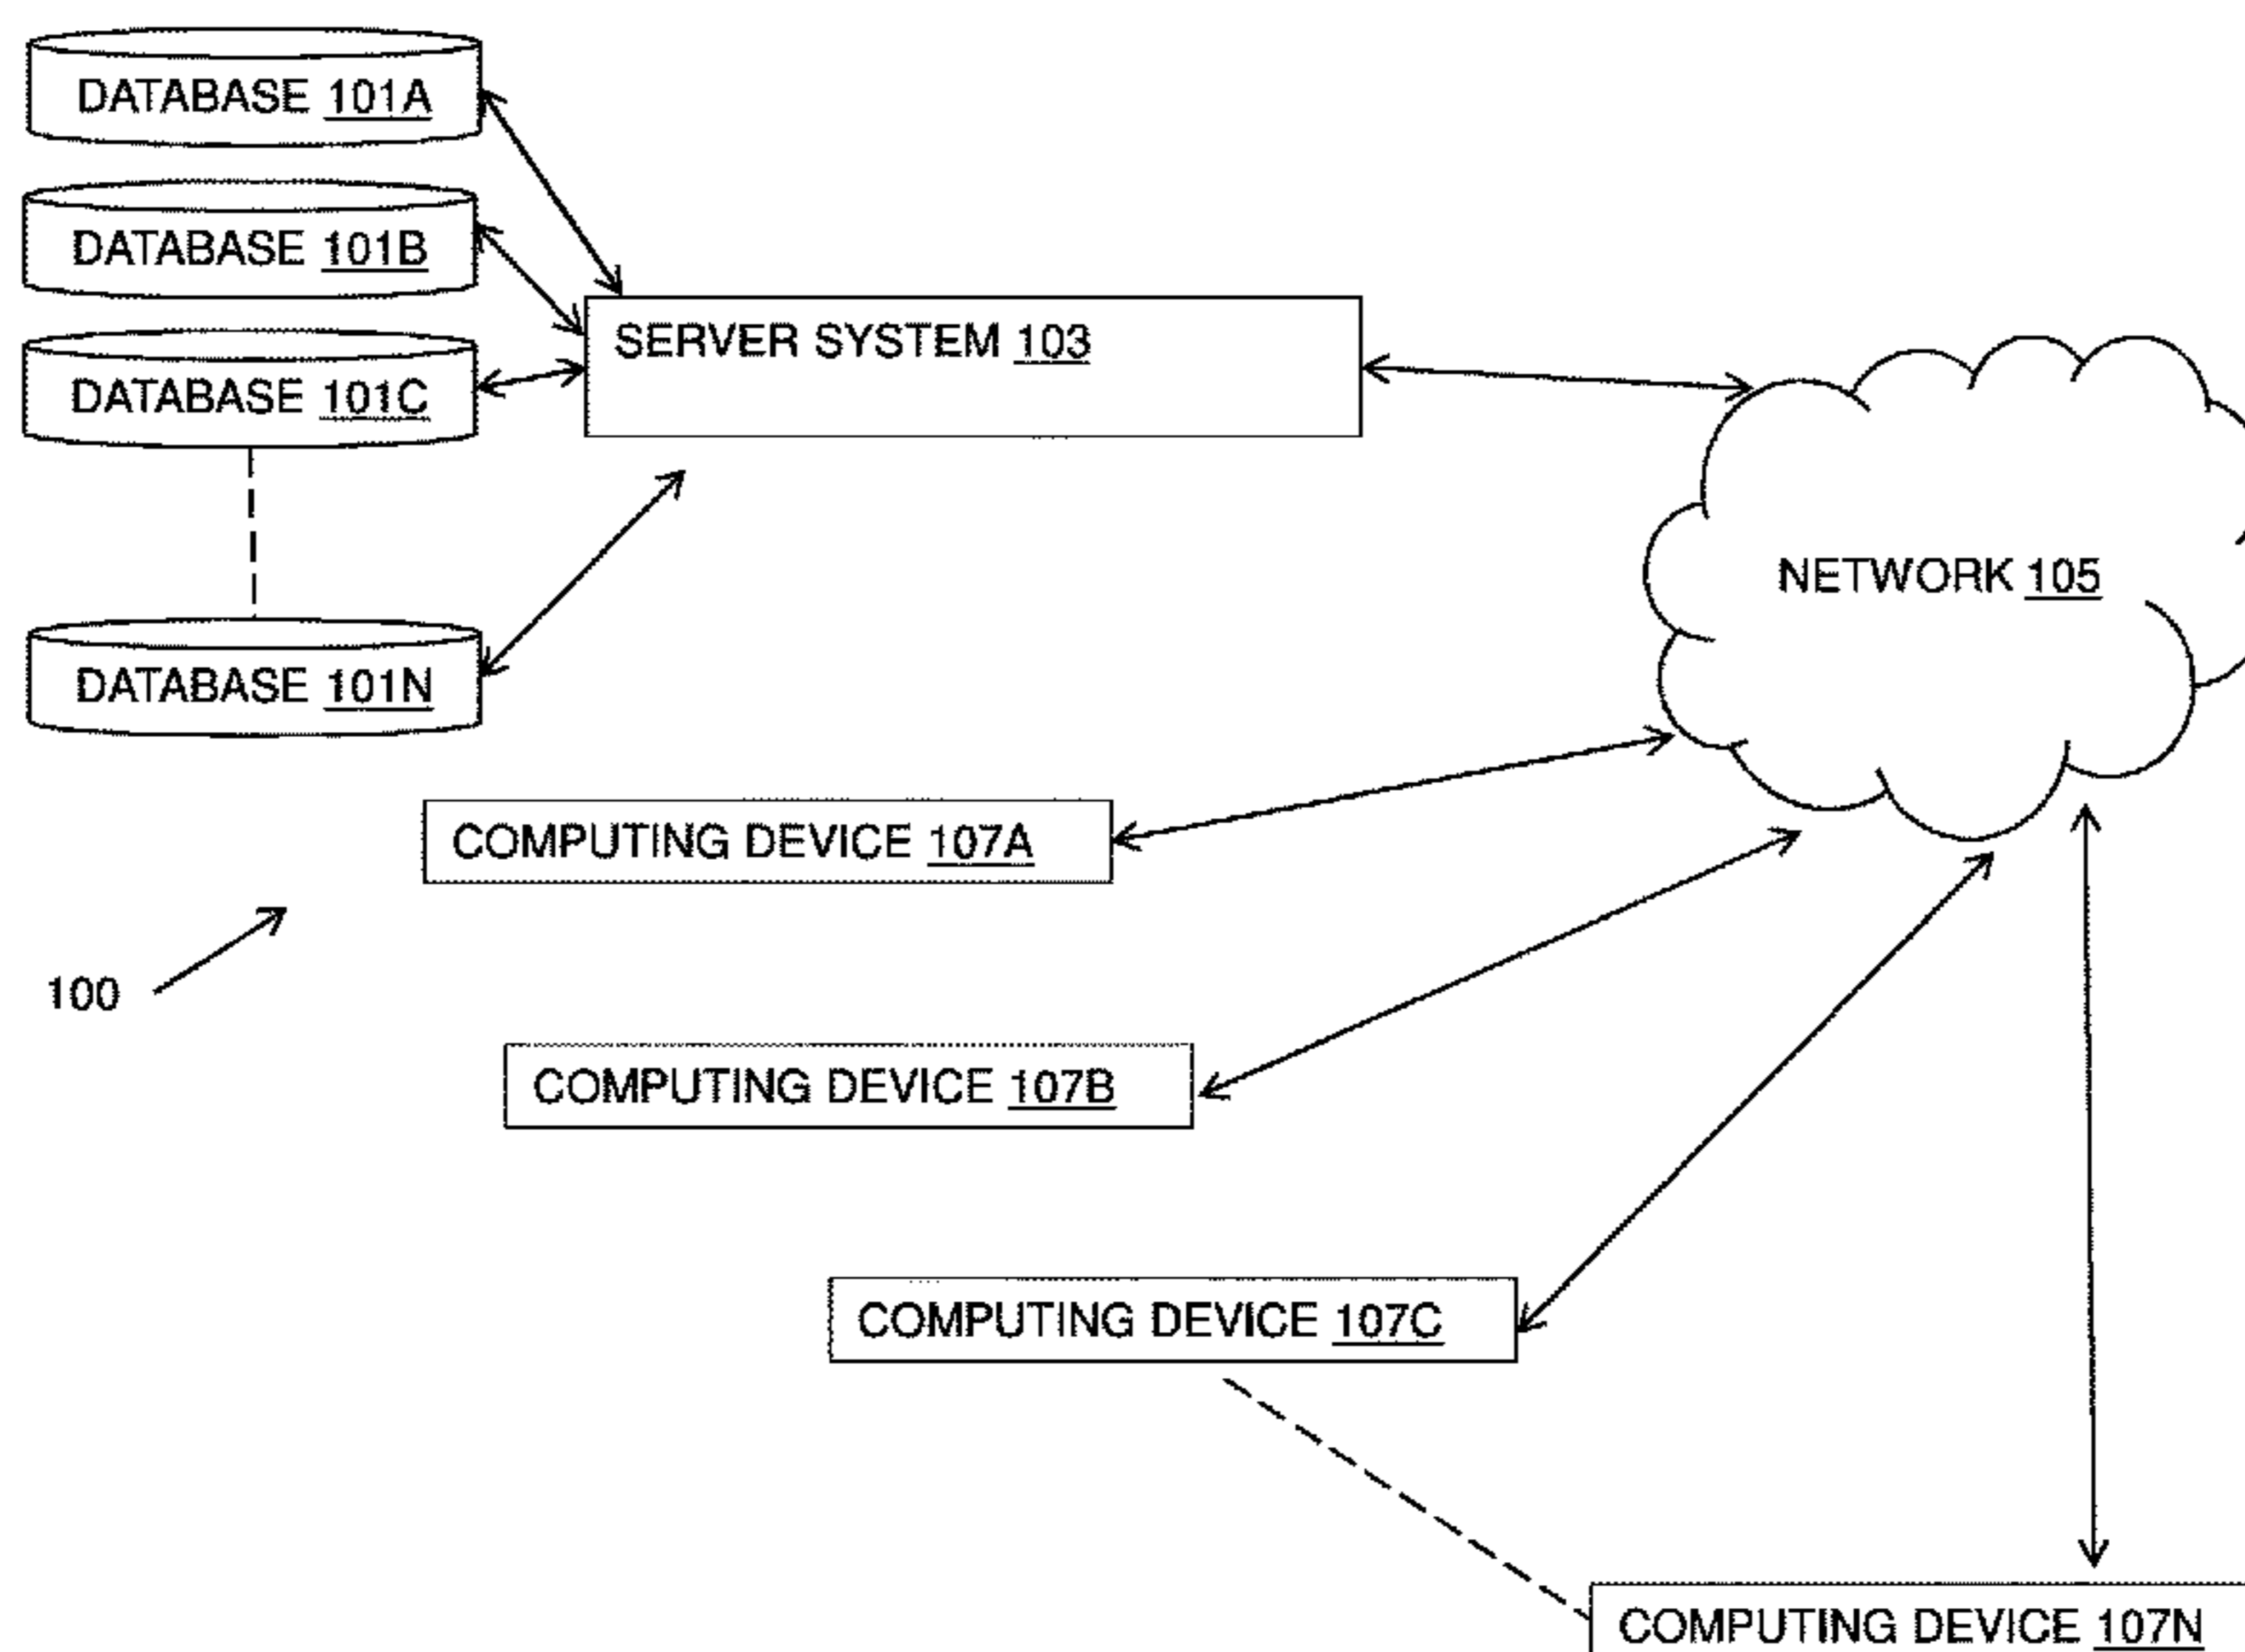 DATABASE 101A
DATABASE 101B
DATABASE 101C
DATABASE 101N
SERVER SYSTEM 103
NETWORK 105
COMPUTING DEVICE 107A
100
COMPUTING DEVICE 107B
COMPUTING DEVICE 107C
COMPUTING DEVICE 107N